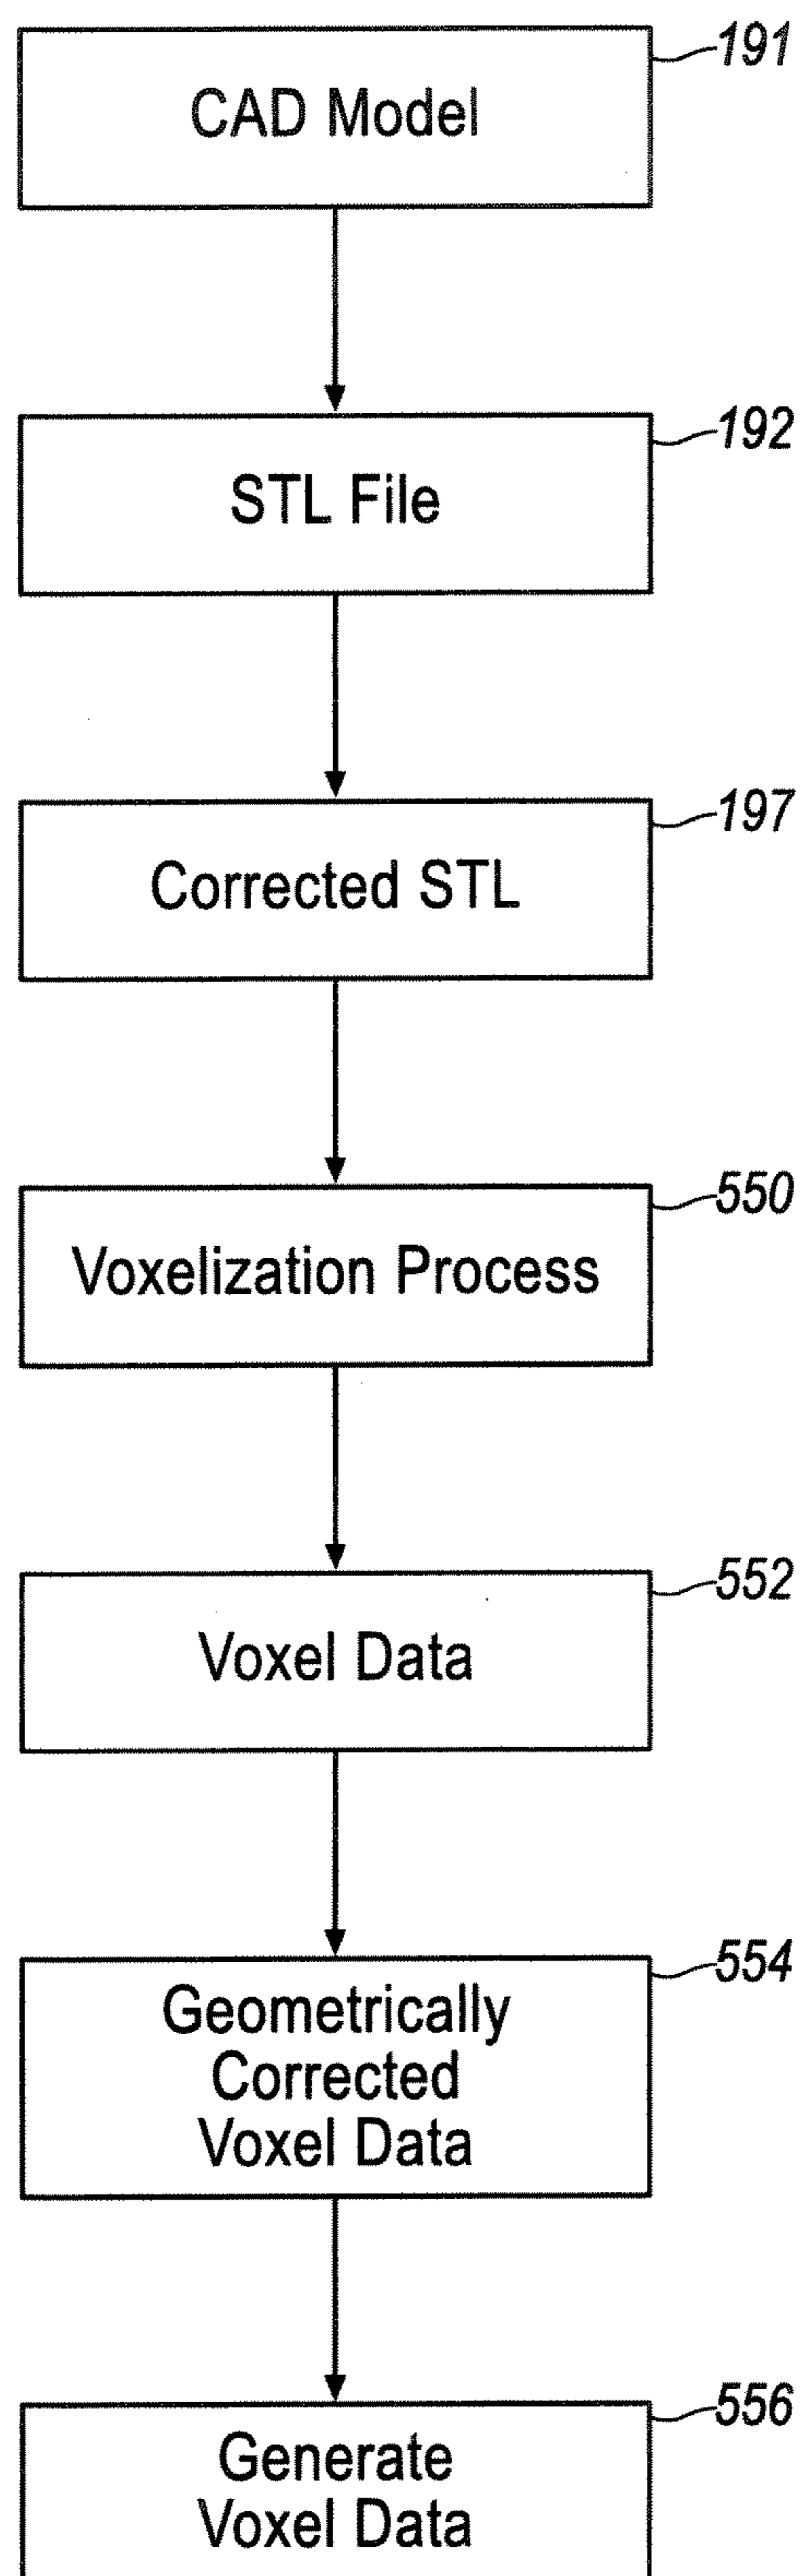 191
CAD Model
192
STL File
197
Corrected STL
550
Voxelization Process
552
Voxel Data
554
Geometrically
Corrected
Voxel Data
556
Generate
Voxel Data